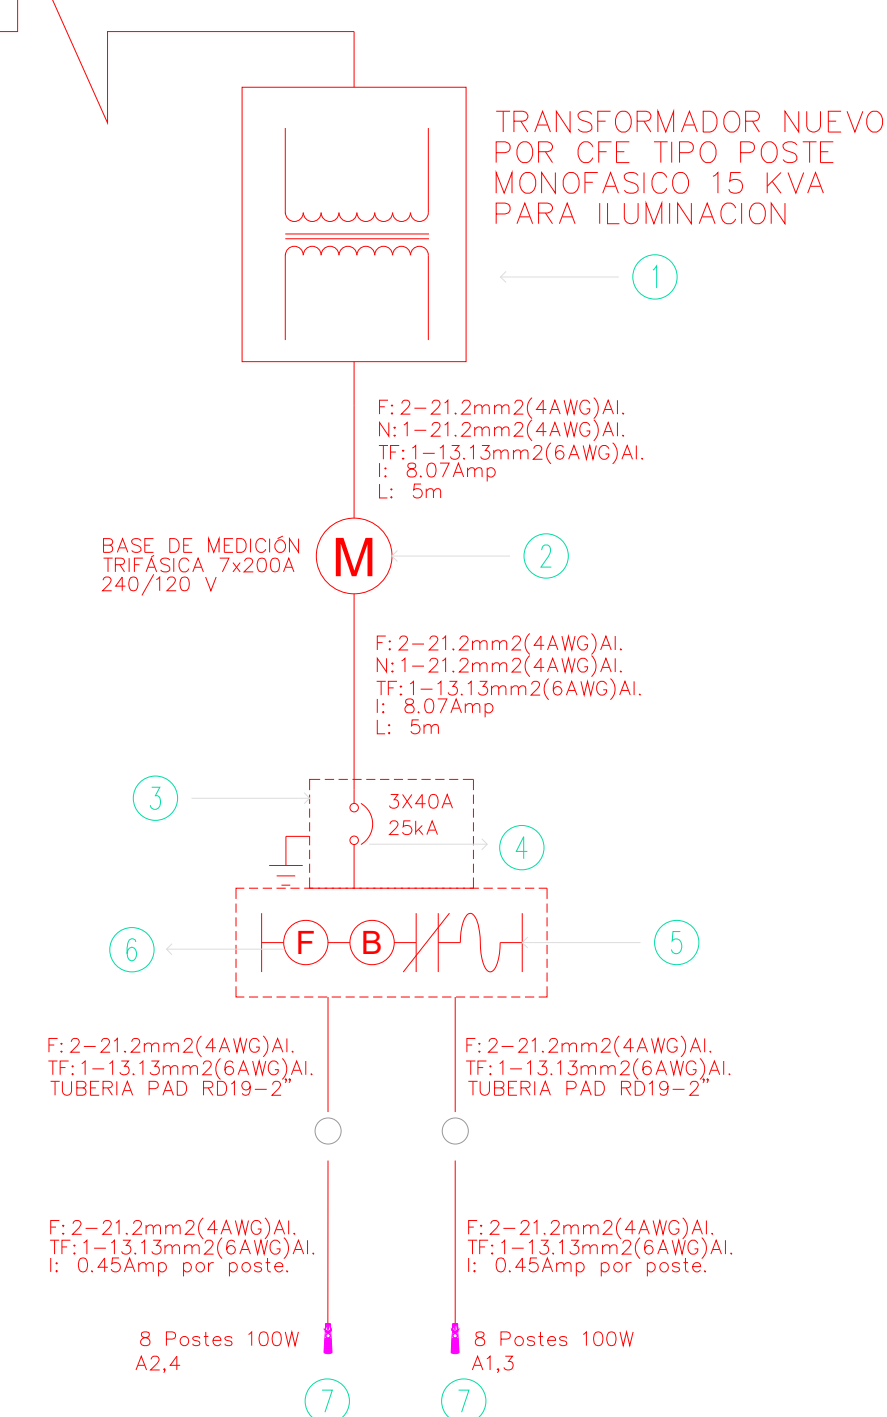 TRANSFORMADOR NUEVO
POR CFE TIPO POSTE
MONOFASICO 15 KVA
PARA ILUMINACION
1
F:2-21.2mm2(4AWG)Al.
N:1-21.2mm2(4AWG)Al.
TF:1-13.13mm2(6AWG)Al.
I: 8.07Amp
L: 5m
BASE DE MEDICIÓN
TRIFÁSICA 7x200A
240/120 V
M
2
F:2-21.2mm2(4AWG)Al.
N:1-21.2mm2(4AWG)Al.
TF:1-13.13mm2(6AWG)Al.
I: 8.07Amp
L: 5m
3
3X40A
25kA
4
6
F
B
5
F:2-21.2mm2(4AWG)Al.
TF:1-13.13mm2(6AWG)Al.
TUBERIA PAD RD19-2"
F:2-21.2mm2(4AWG)Al.
TF:1-13.13mm2(6AWG)Al.
TUBERIA PAD RD19-2"
F:2-21.2mm2(4AWG)Al.
TF:1-13.13mm2(6AWG)Al.
I: 0.45Amp por poste.
F:2-21.2mm2(4AWG)Al.
TF:1-13.13mm2(6AWG)Al.
I: 0.45Amp por poste.
8 Postes 100W
A2,4
8 Postes 100W
A1,3
7
7